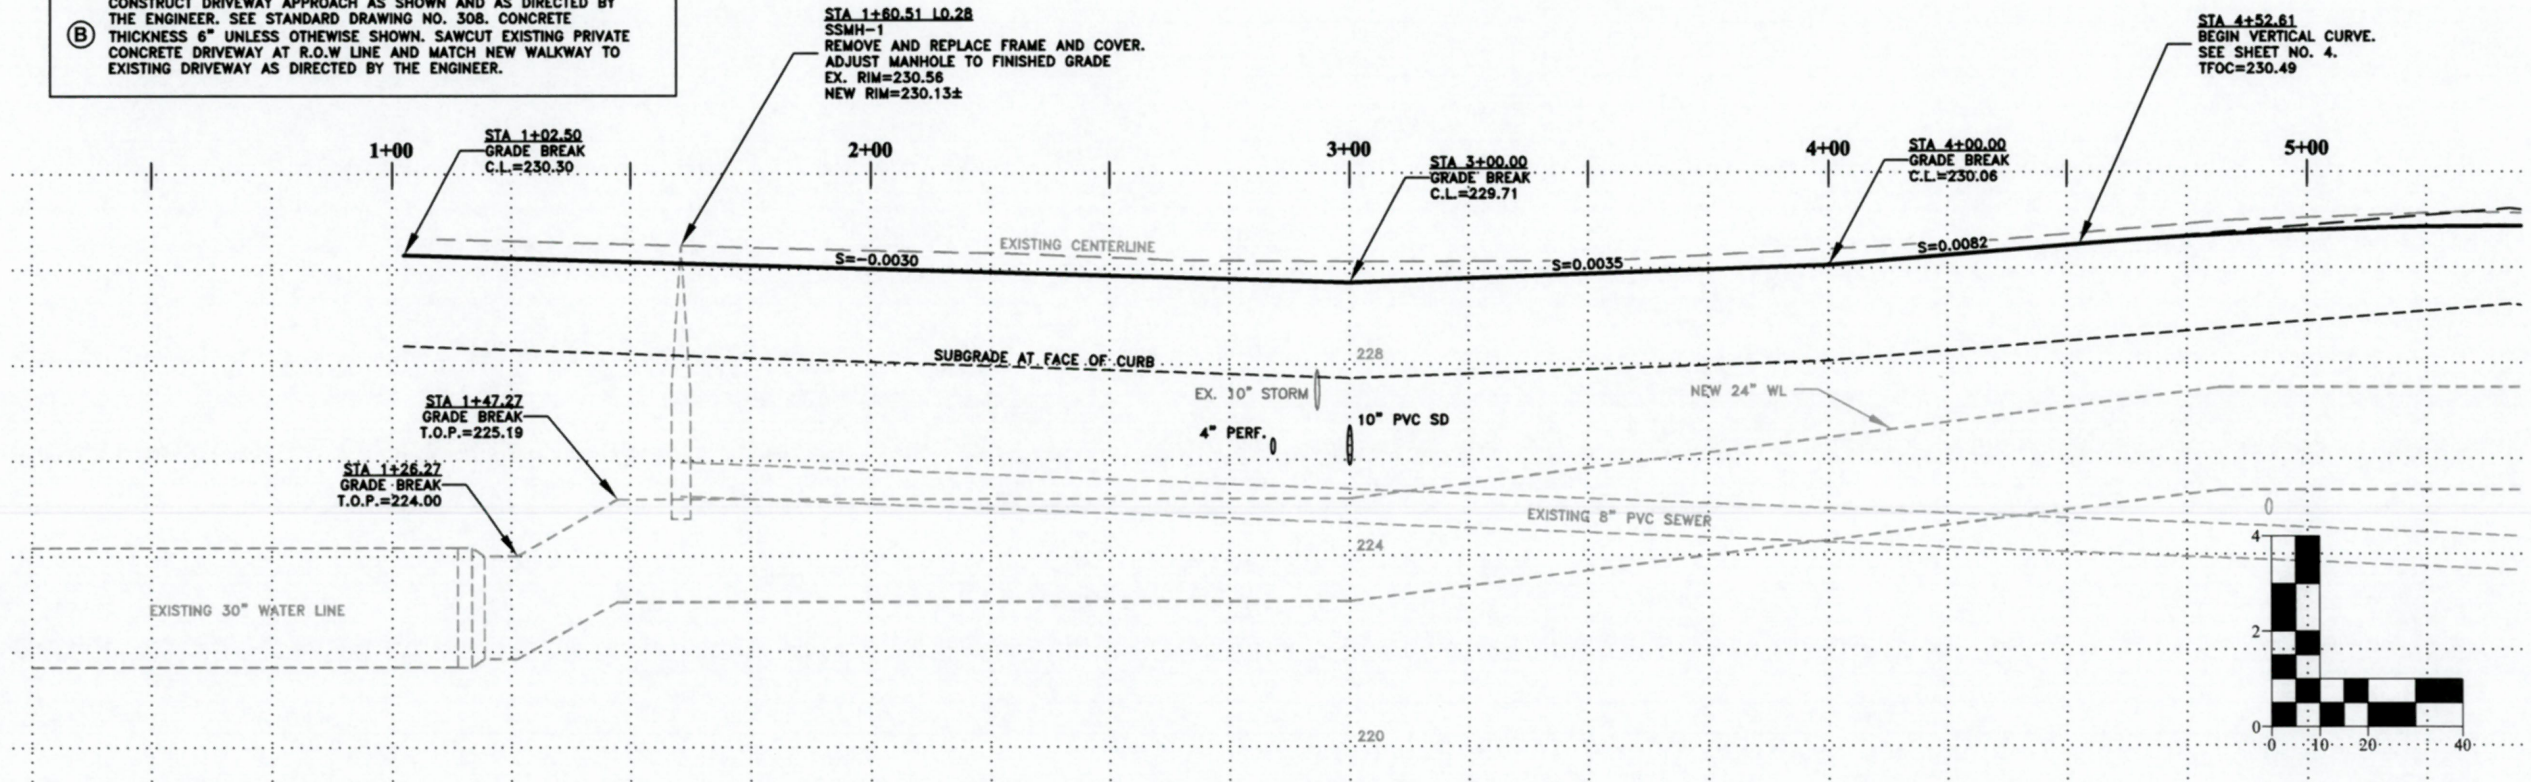 CONSTRUCT DRIVEWAY APPROACH AS SHOWN AND AS DIRECTED BY
THE ENGINEER. SEE STANDARD DRAWING NO. 308. CONCRETE
B THICKNESS 6" UNLESS OTHEWISE SHOWN. SAWCUT EXISTING PRIVATE
CONCRETE DRIVEWAY AT R.O.W LINE AND MATCH NEW WALKWAY TO
EXISTING DRIVEWAY AS DIRECTED BY THE ENGINEER.
STA 1+60.51 L0.28
SSMH-1
REMOVE AND REPLACE FRAME AND COVER.
ADJUST MANHOLE TO FINISHED GRADE
EX. RIM=230.56
NEW RIM=230.13±
STA 4+52.61
BEGIN VERTICAL CURVE.
SEE SHEET NO. 4.
TFOC=230.49
1+00
2+00
3+00
4+00
5+00
STA 1+02.50
GRADE BREAK
C.L.=230.30
STA 3+00.00
GRADE BREAK
C.L.=229.71
STA 4+00.00
GRADE BREAK
C.L.=230.06
EXISTING CENTERLINE
S=-0.0030
S=0.0035
S=0.0082
SUBGRADE AT FACE OF CURB
228
EX. 10" STORM
NEW 24" WL
STA 1+47.27
GRADE BREAK
T.O.P.=225.19
10" PVC SD
4" PERF.
STA 1+26.27
GRADE BREAK
T.O.P.=224.00
EXISTING 8" PVC SEWER
224
EXISTING 30" WATER LINE
220
4
2
0
0 10 20 40